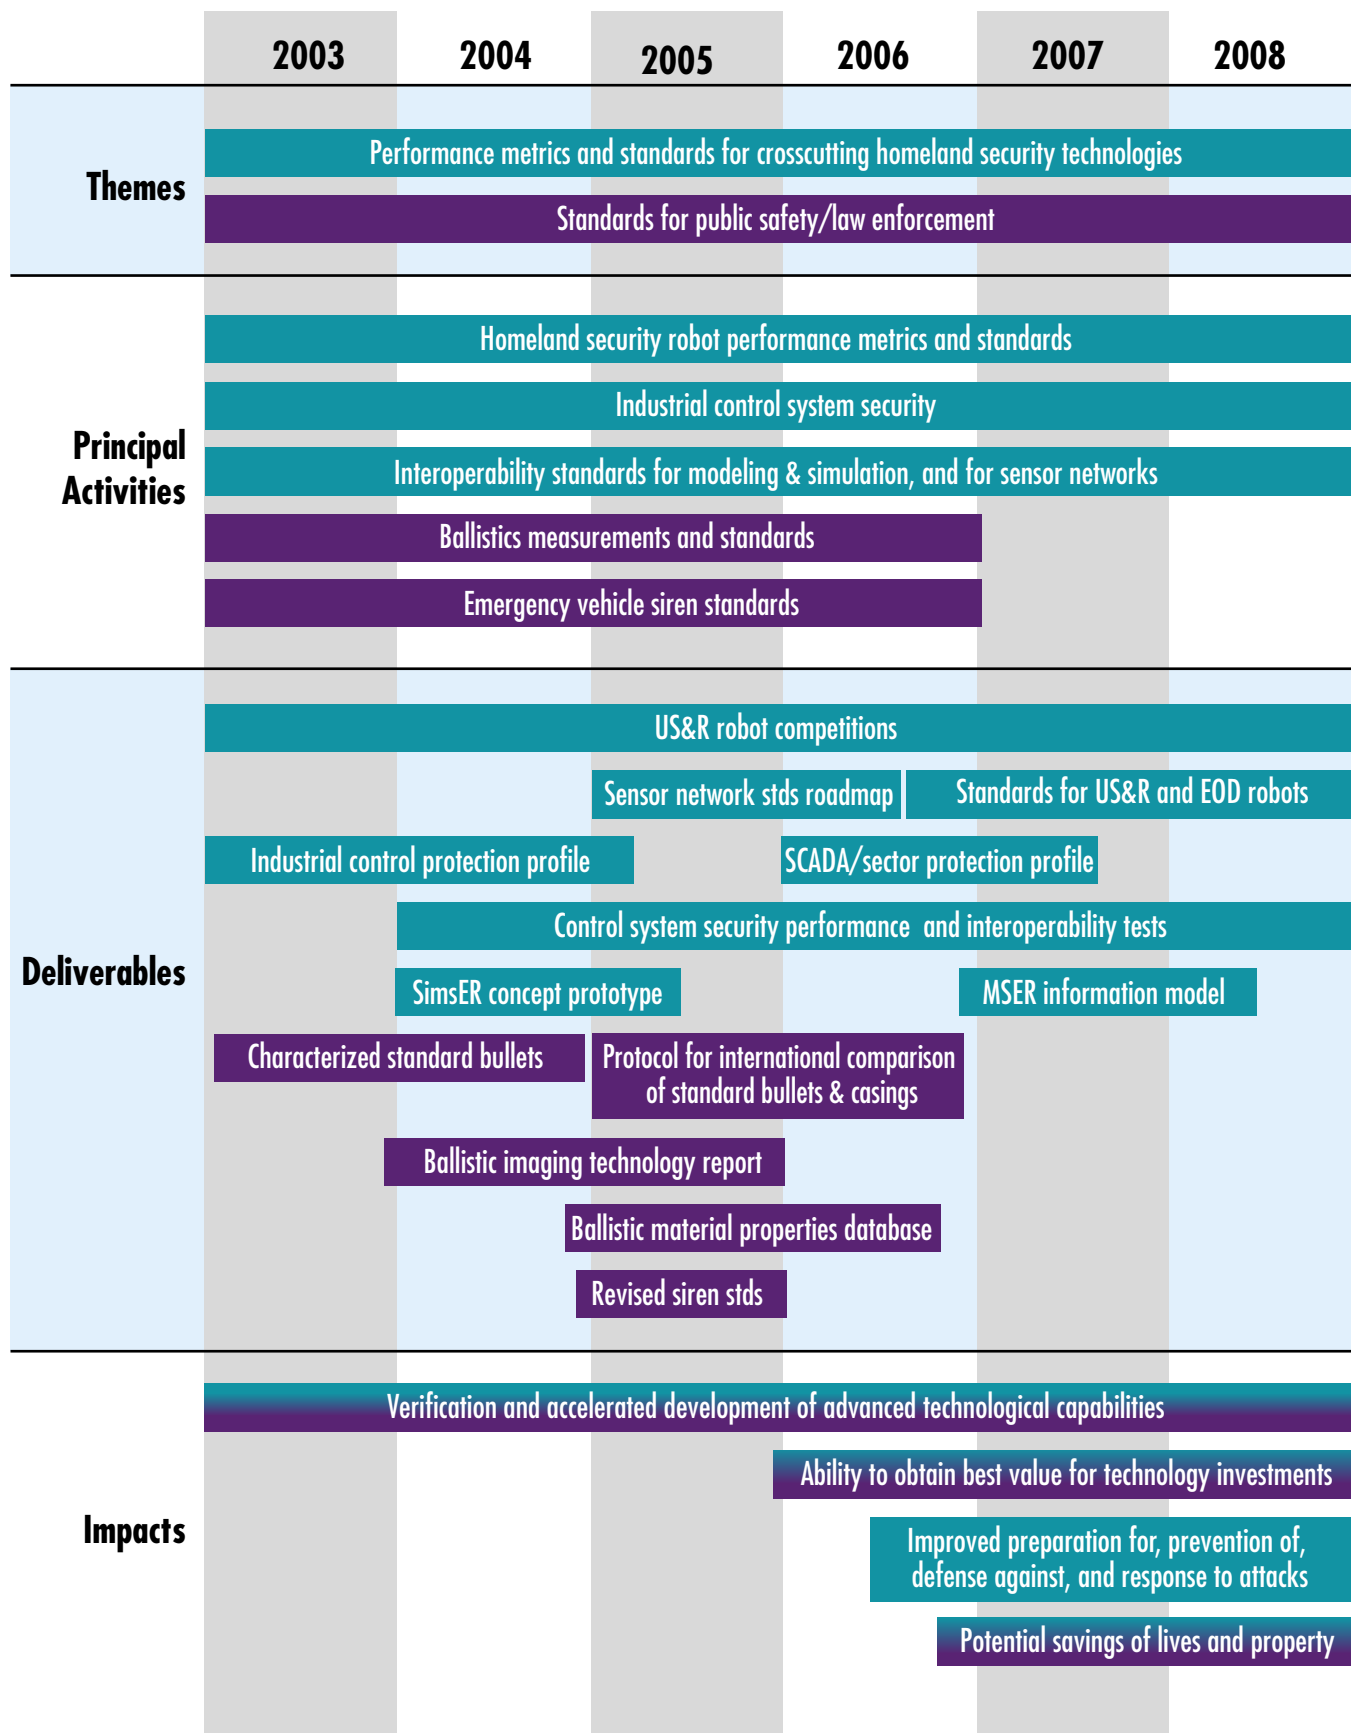 2003 2004 2005 2006 2007 2008
Themes
Performance metrics and standards for crosscutting homeland security technologies
Standards for public safety/law enforcement
Principal
Activities
Homeland security robot performance metrics and standards
Industrial control system security
Interoperability standards for modeling & simulation, and for sensor networks
Ballistics measurements and standards
Emergency vehicle siren standards
Deliverables
US&R robot competitions
Sensor network stds roadmap
Standards for US&R and EOD robots
Industrial control protection profile
SCADA/sector protection profile
Control system security performance and interoperability tests
SimsER concept prototype
MSER information model
Characterized standard bullets
Protocol for international comparison
of standard bullets & casings
Ballistic imaging technology report
Ballistic material properties database
Revised siren stds
Impacts
Verification and accelerated development of advanced technological capabilities
Ability to obtain best value for technology investments
Improved preparation for, prevention of,
defense against, and response to attacks
Potential savings of lives and property